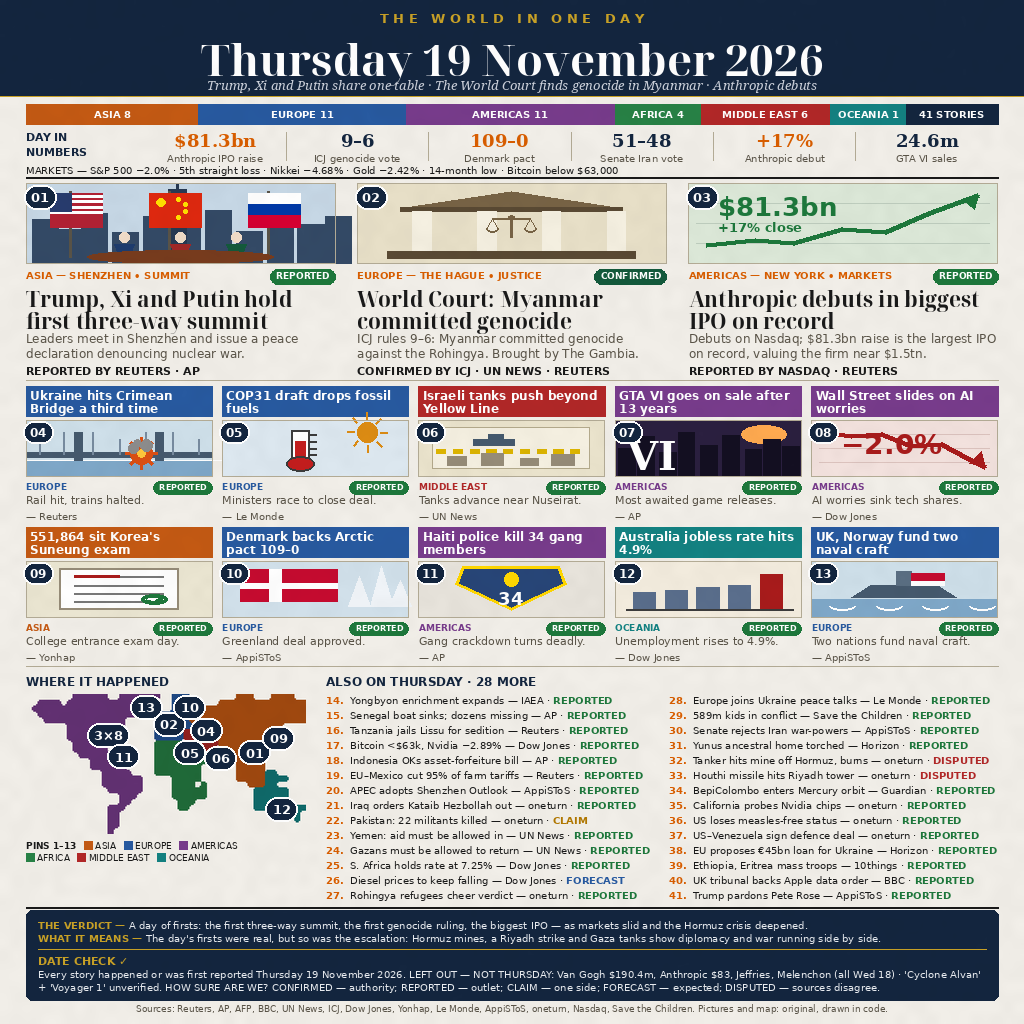 THE WORLD IN ONE DAY
Thursday 19 November 2026
Trump, Xi and Putin share one table · The World Court finds genocide in Myanmar · Anthropic debuts
ASIA 8 EUROPE 11 AMERICAS 11 AFRICA 4 MIDDLE EAST 6 OCEANIA 1 41 STORIES
DAY IN NUMBERS
$81.3bn 9–6 109–0 51–48 +17% 24.6m
Anthropic IPO raise ICJ genocide vote Denmark pact Senate Iran vote Anthropic debut GTA VI sales
MARKETS — S&P 500 −2.0% · 5th straight loss · Nikkei −4.68% · Gold −2.42% · 14-month low · Bitcoin below $63,000
01
ASIA — SHENZHEN • SUMMIT REPORTED
Trump, Xi and Putin hold
first three-way summit
Leaders meet in Shenzhen and issue a peace
declaration denouncing nuclear war.
REPORTED BY REUTERS · AP
02
EUROPE — THE HAGUE • JUSTICE CONFIRMED
World Court: Myanmar
committed genocide
ICJ rules 9–6: Myanmar committed genocide
against the Rohingya. Brought by The Gambia.
CONFIRMED BY ICJ · UN NEWS · REUTERS
03
$81.3bn
+17% close
AMERICAS — NEW YORK • MARKETS REPORTED
Anthropic debuts in biggest
IPO on record
Debuts on Nasdaq; $81.3bn raise is the largest IPO
on record, valuing the firm near $1.5tn.
REPORTED BY NASDAQ · REUTERS
Ukraine hits Crimean
Bridge a third time
04
EUROPE REPORTED
Rail hit, trains halted.
— Reuters
COP31 draft drops fossil
fuels
05
EUROPE REPORTED
Ministers race to close deal.
— Le Monde
Israeli tanks push beyond
Yellow Line
06
MIDDLE EAST REPORTED
Tanks advance near Nuseirat.
— UN News
GTA VI goes on sale after
13 years
07
VI
AMERICAS REPORTED
Most awaited game releases.
— AP
Wall Street slides on AI
worries
08
−2.0%
AMERICAS REPORTED
AI worries sink tech shares.
— Dow Jones
551,864 sit Korea's
Suneung exam
09
ASIA REPORTED
College entrance exam day.
— Yonhap
Denmark backs Arctic
pact 109–0
10
EUROPE REPORTED
Greenland deal approved.
— AppiSToS
Haiti police kill 34 gang
members
11
34
AMERICAS REPORTED
Gang crackdown turns deadly.
— AP
Australia jobless rate hits
4.9%
12
OCEANIA REPORTED
Unemployment rises to 4.9%.
— Dow Jones
UK, Norway fund two
naval craft
13
EUROPE REPORTED
Two nations fund naval craft.
— AppiSToS
WHERE IT HAPPENED
13 10
02 04
3×8 09
11 05 06 01
12
PINS 1–13 ASIA EUROPE AMERICAS
AFRICA MIDDLE EAST OCEANIA
ALSO ON THURSDAY · 28 MORE
14. Yongbyon enrichment expands — IAEA · REPORTED
15. Senegal boat sinks; dozens missing — AP · REPORTED
16. Tanzania jails Lissu for sedition — Reuters · REPORTED
17. Bitcoin <$63k, Nvidia −2.89% — Dow Jones · REPORTED
18. Indonesia OKs asset-forfeiture bill — AP · REPORTED
19. EU–Mexico cut 95% of farm tariffs — Reuters · REPORTED
20. APEC adopts Shenzhen Outlook — AppiSToS · REPORTED
21. Iraq orders Kataib Hezbollah out — oneturn · REPORTED
22. Pakistan: 22 militants killed — oneturn · CLAIM
23. Yemen: aid must be allowed in — UN News · REPORTED
24. Gazans must be allowed to return — UN News · REPORTED
25. S. Africa holds rate at 7.25% — Dow Jones · REPORTED
26. Diesel prices to keep falling — Dow Jones · FORECAST
27. Rohingya refugees cheer verdict — oneturn · REPORTED
28. Europe joins Ukraine peace talks — Le Monde · REPORTED
29. 589m kids in conflict — Save the Children · REPORTED
30. Senate rejects Iran war-powers — AppiSToS · REPORTED
31. Yunus ancestral home torched — Horizon · REPORTED
32. Tanker hits mine off Hormuz, burns — oneturn · DISPUTED
33. Houthi missile hits Riyadh tower — oneturn · DISPUTED
34. BepiColombo enters Mercury orbit — Guardian · REPORTED
35. California probes Nvidia chips — oneturn · REPORTED
36. US loses measles-free status — oneturn · REPORTED
37. US–Venezuela sign defence deal — oneturn · REPORTED
38. EU proposes €45bn loan for Ukraine — Horizon · REPORTED
39. Ethiopia, Eritrea mass troops — 10things · REPORTED
40. UK tribunal backs Apple data order — BBC · REPORTED
41. Trump pardons Pete Rose — AppiSToS · REPORTED
THE VERDICT — A day of firsts: the first three-way summit, the first genocide ruling, the biggest IPO — as markets slid and the Hormuz crisis deepened.
WHAT IT MEANS — The day's firsts were real, but so was the escalation: Hormuz mines, a Riyadh strike and Gaza tanks show diplomacy and war running side by side.
DATE CHECK ✓
Every story happened or was first reported Thursday 19 November 2026. LEFT OUT — NOT THURSDAY: Van Gogh $190.4m, Anthropic $83, Jeffries, Melenchon (all Wed 18) · 'Cyclone Alvan'
+ 'Voyager 1' unverified. HOW SURE ARE WE? CONFIRMED — authority; REPORTED — outlet; CLAIM — one side; FORECAST — expected; DISPUTED — sources disagree.
Sources: Reuters, AP, AFP, BBC, UN News, ICJ, Dow Jones, Yonhap, Le Monde, AppiSToS, oneturn, Nasdaq, Save the Children. Pictures and map: original, drawn in code.